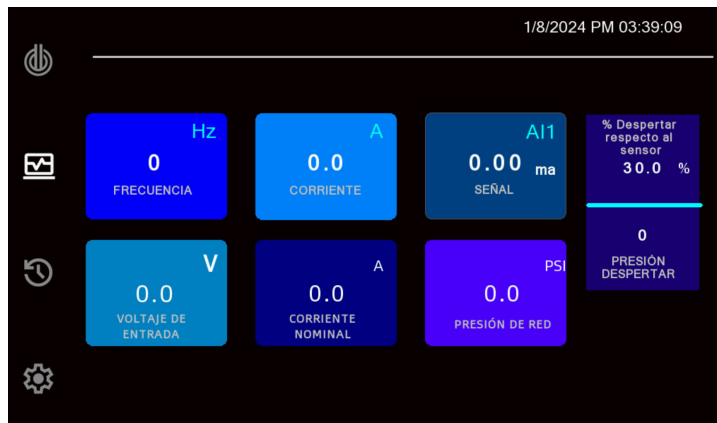 1/8/2024 PM 03:39:09
Hz
0
FRECUENCIA
A
0.0
CORRIENTE
AI1
0.00 ma
SEÑAL
% Despertar
respecto al
sensor
30.0 %
V
0.0
VOLTAJE DE
ENTRADA
A
0.0
CORRIENTE
NOMINAL
PSI
0.0
PRESIÓN DE RED
0
PRESIÓN
DESPERTAR